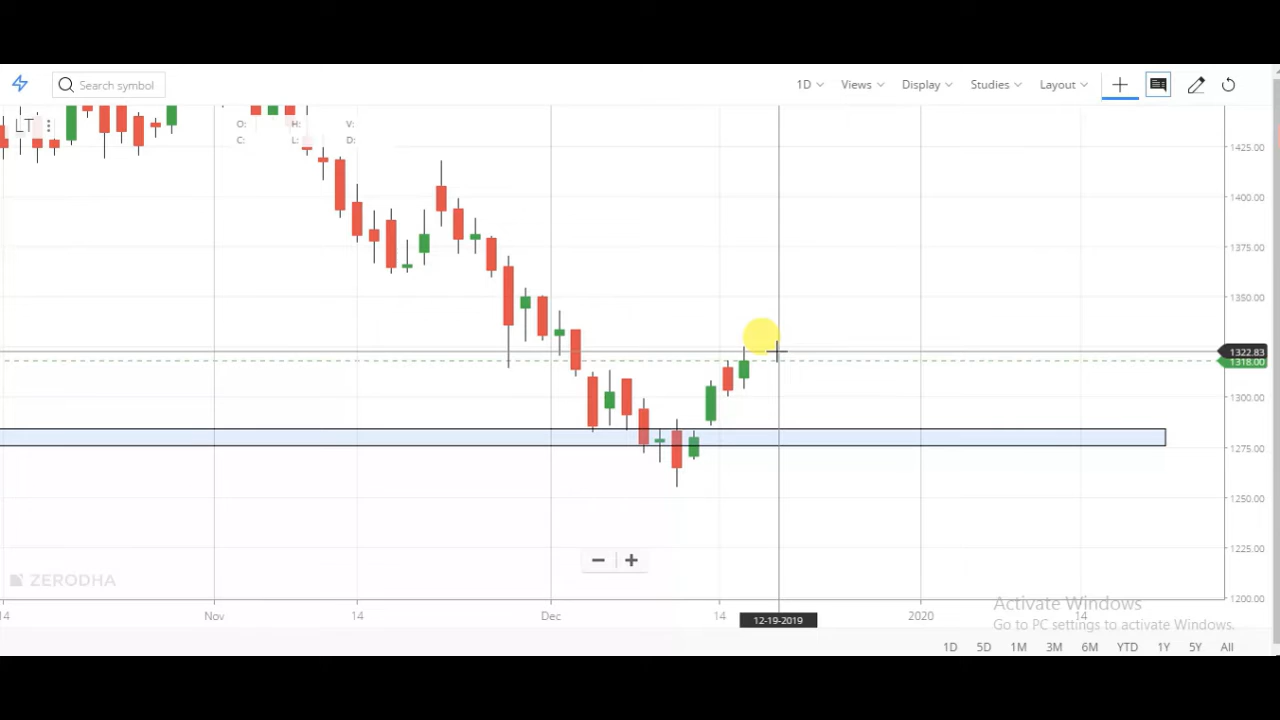 Search symbol
1D Views Display Studies Layout
LT
O: H: V:
C: L: D:
1425.00
1400.00
1375.00
1350.00
1322.83
1318.00
1300.00
1275.00
1250.00
1225.00
1200.00
ZERODHA
14 Nov 14 Dec 14 12-19-2019 2020 14
Activate Windows
Go to PC settings to activate Windows.
1D 5D 1M 3M 6M YTD 1Y 5Y All